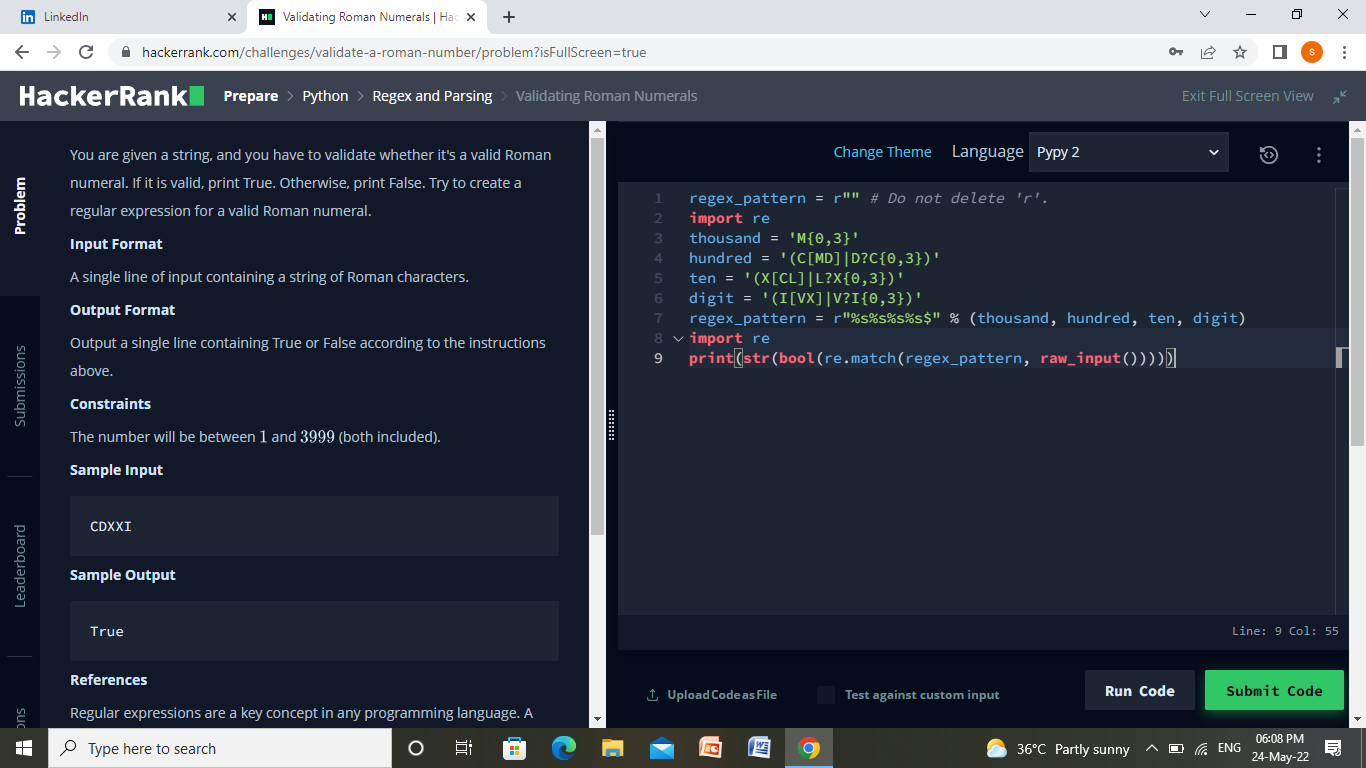 LinkedIn
Validating Roman Numerals | Hac
hackerrank.com/challenges/validate-a-roman-number/problem?isFullScreen=true
S
HackerRank
Prepare > Python > Regex and Parsing > Validating Roman Numerals
Exit Full Screen View
Problem
Submissions
Leaderboard
You are given a string, and you have to validate whether it's a valid Roman
numeral. If it is valid, print True. Otherwise, print False. Try to create a
regular expression for a valid Roman numeral.
Input Format
A single line of input containing a string of Roman characters.
Output Format
Output a single line containing True or False according to the instructions
above.
Constraints
The number will be between 1 and 3999 (both included).
Sample Input
CDXXI
Sample Output
True
References
Regular expressions are a key concept in any programming language. A
Change Theme Language Pypy 2
1 regex_pattern = r"" # Do not delete 'r'.
2 import re
3 thousand = 'M{0,3}'
4 hundred = '(C[MD]|D?C{0,3})'
5 ten = '(X[CL]|L?X{0,3})'
6 digit = '(I[VX]|V?I{0,3})'
7 regex_pattern = r"%s%s%s%s$" % (thousand, hundred, ten, digit)
8 import re
9 print(str(bool(re.match(regex_pattern, raw_input()))))
Line: 9 Col: 55
Upload Code as File
Test against custom input
Run Code
Submit Code
Type here to search
36°C Partly sunny
ENG
06:08 PM
24-May-22